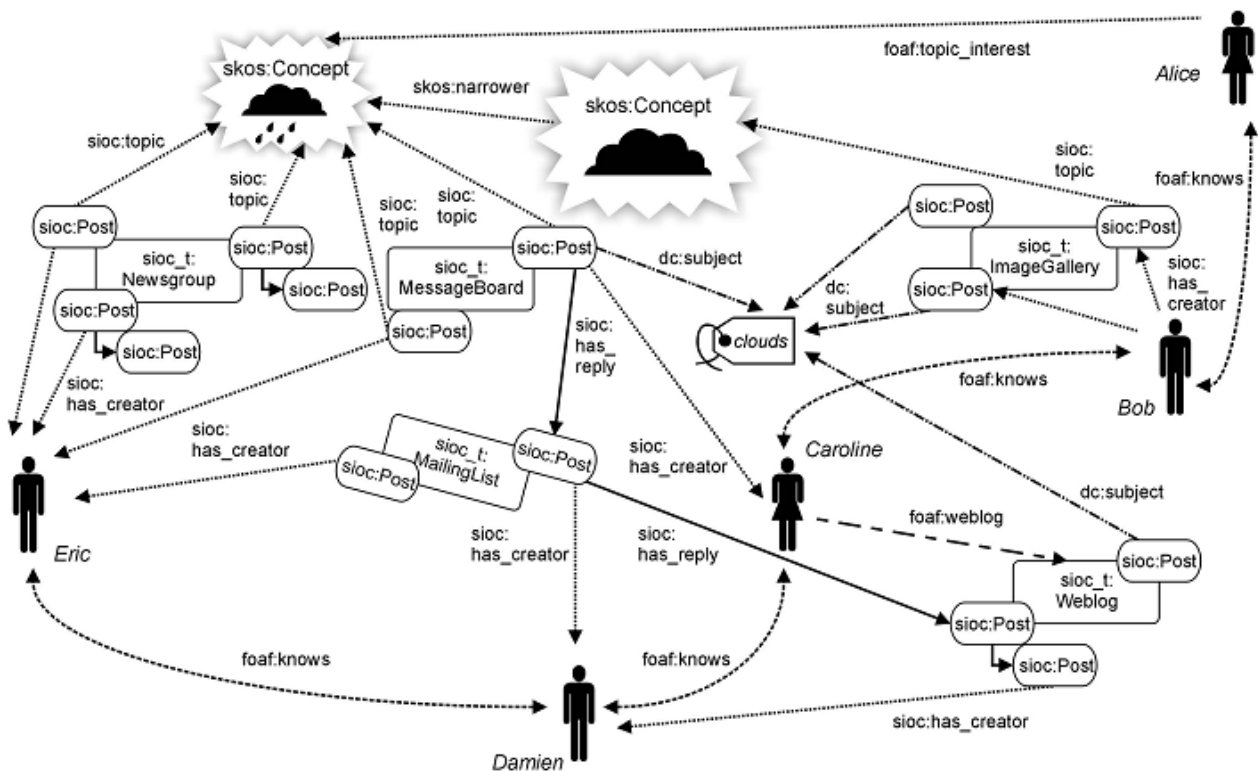 skos:Concept
foaf:topic_interest
Alice
skos:narrower
skos:Concept
sioc:topic
sioc:
topic
sioc:
topic
sioc:
topic
sioc:
topic
foaf:knows
sioc:Post
sioc:Post
sioc_t:
Newsgroup
sioc:Post
sioc:Post
sioc:Post
sioc:Post
sioc_t:
MessageBoard
sioc:Post
dc:subject
sioc:Post
sioc:Post
sioc_t:
ImageGallery
sioc:Post
sioc:
has_
creator
dc:
subject
clouds
sioc:
has_
reply
foaf:knows
Bob
sioc:
has_creator
sioc:
has_creator
sioc_t:
MailingList
sioc:Post
sioc:Post
sioc:
has_creator
Caroline
dc:subject
Eric
sioc:
has_creator
sioc:
has_reply
foaf:weblog
sioc:Post
sioc_t:
Weblog
sioc:Post
sioc:Post
foaf:knows
foaf:knows
sioc:has_creator
Damien